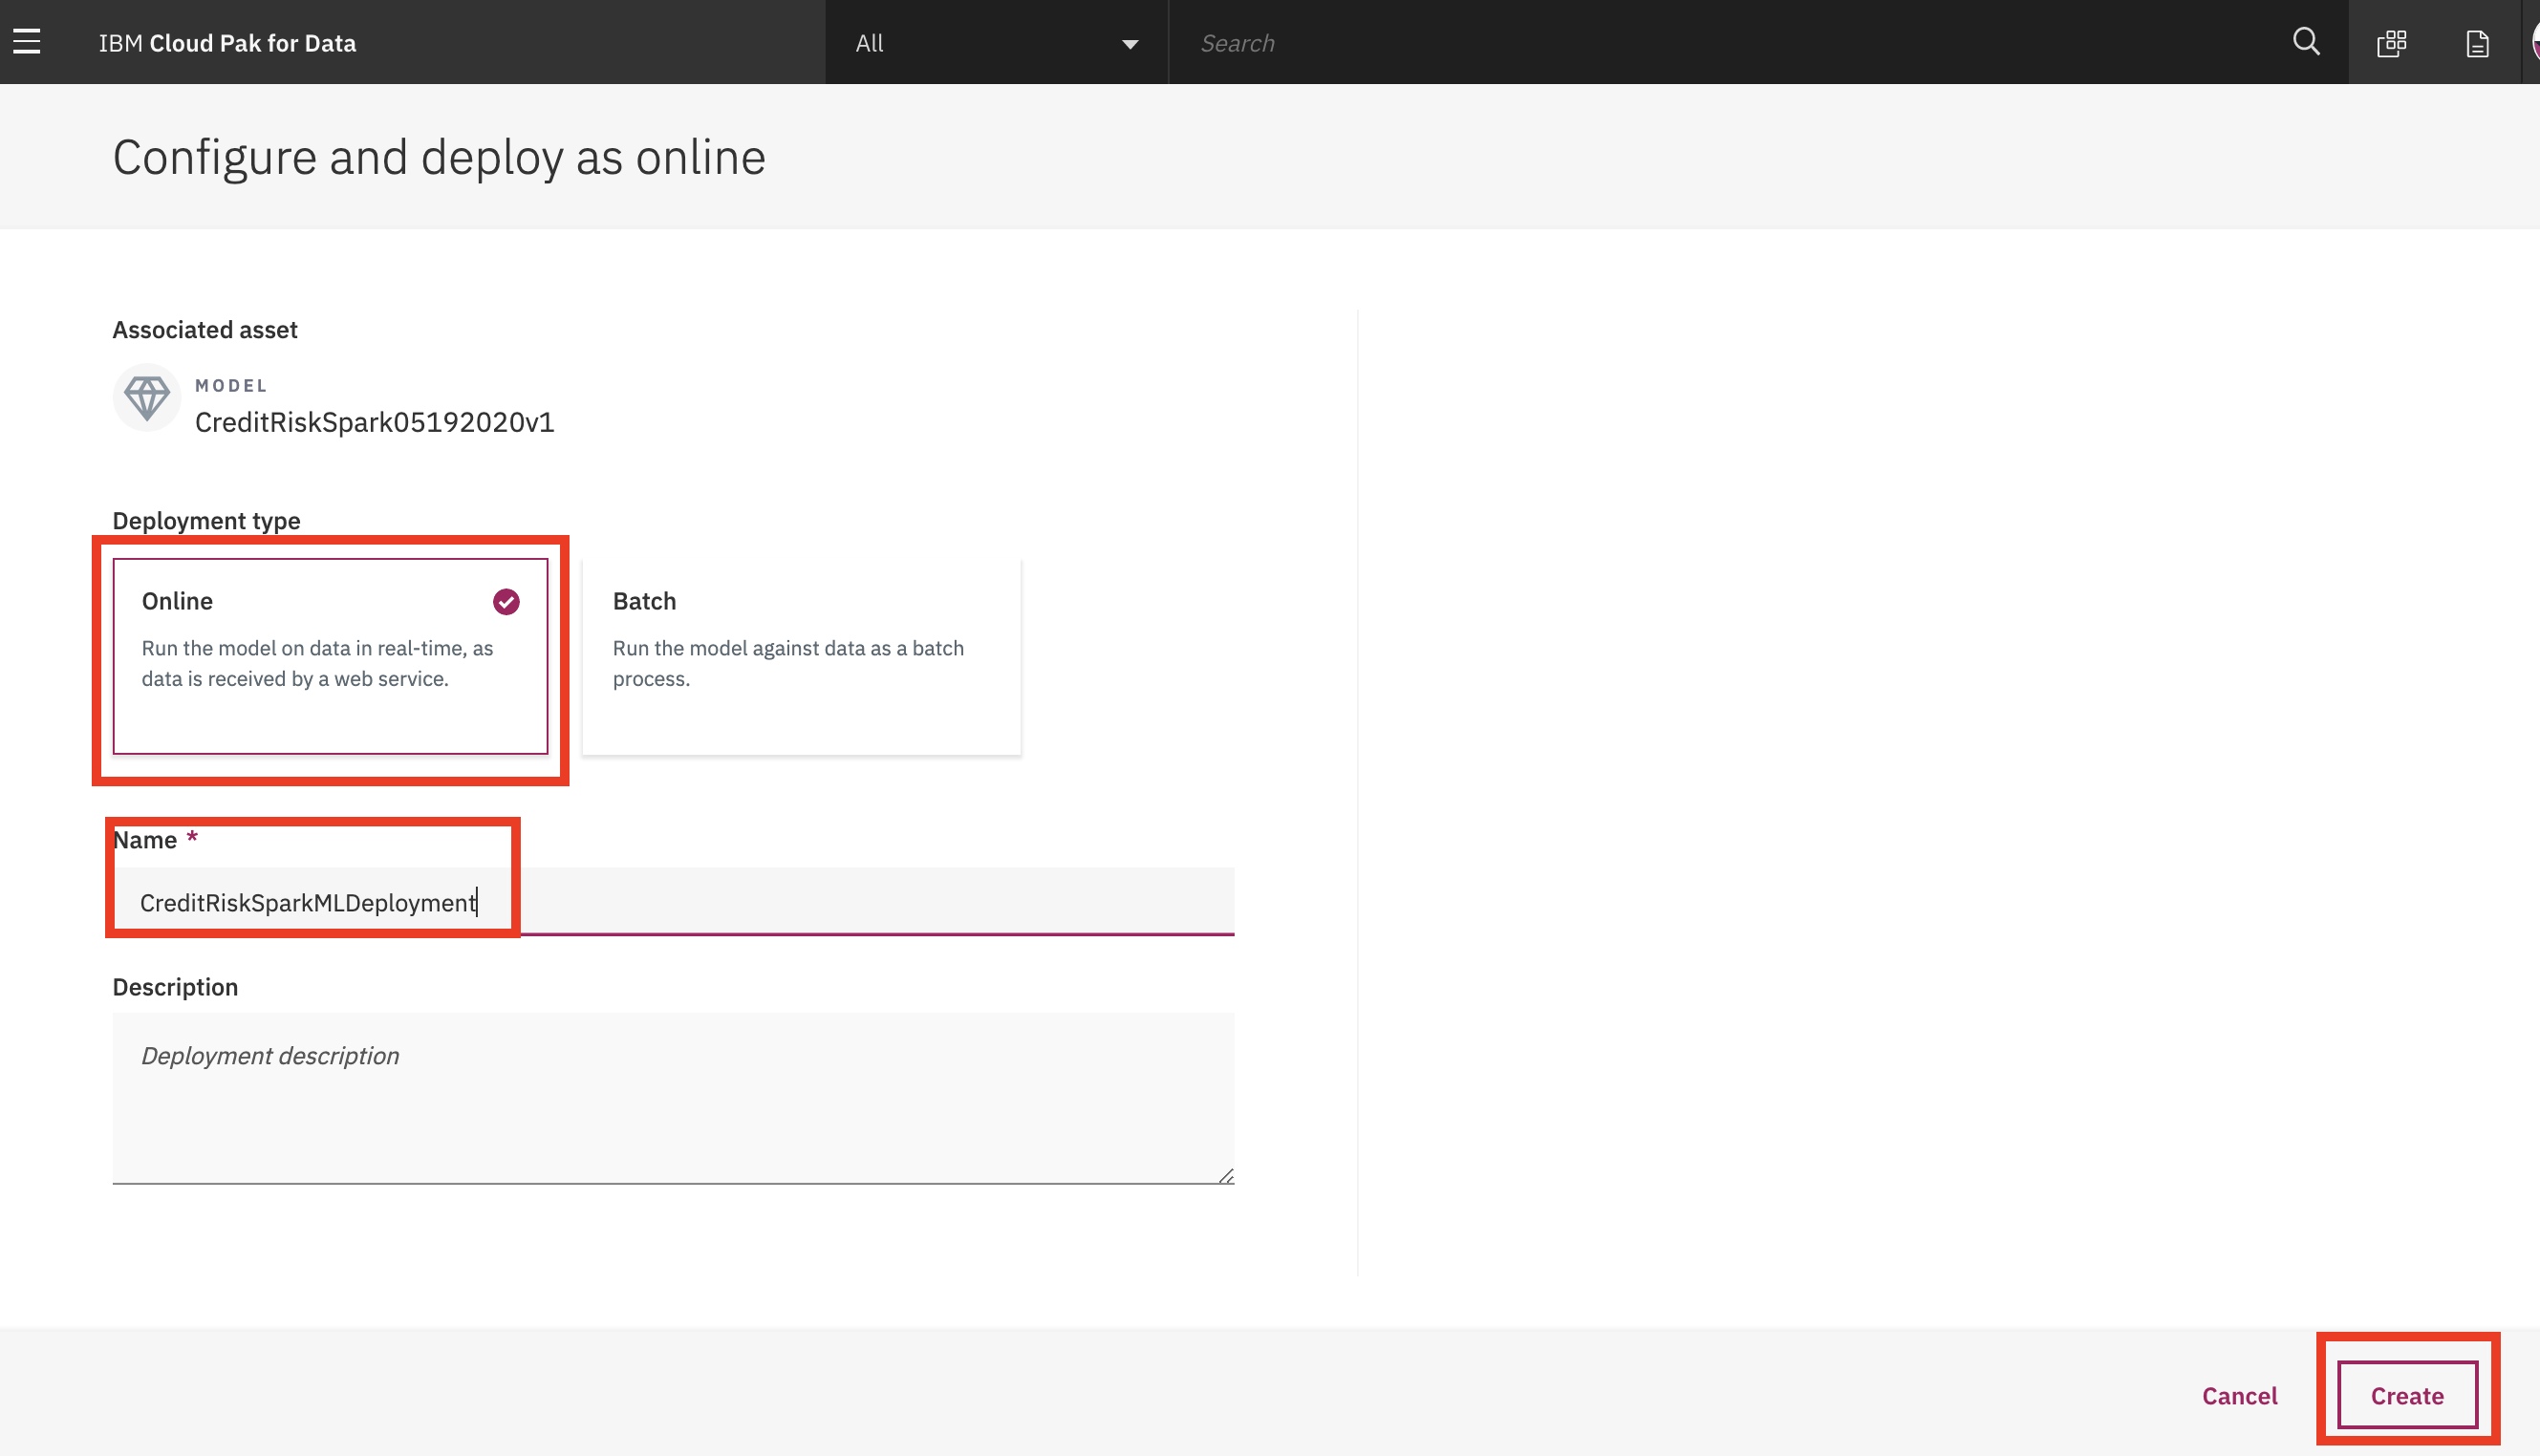 IBM Cloud Pak for Data
All
Search
Configure and deploy as online
Associated asset
MODEL
CreditRiskSpark05192020v1
Deployment type
Online
Run the model on data in real-time, as
data is received by a web service.
Batch
Run the model against data as a batch
process.
Name *
CreditRiskSparkMLDeployment
Description
Deployment description
Cancel
Create